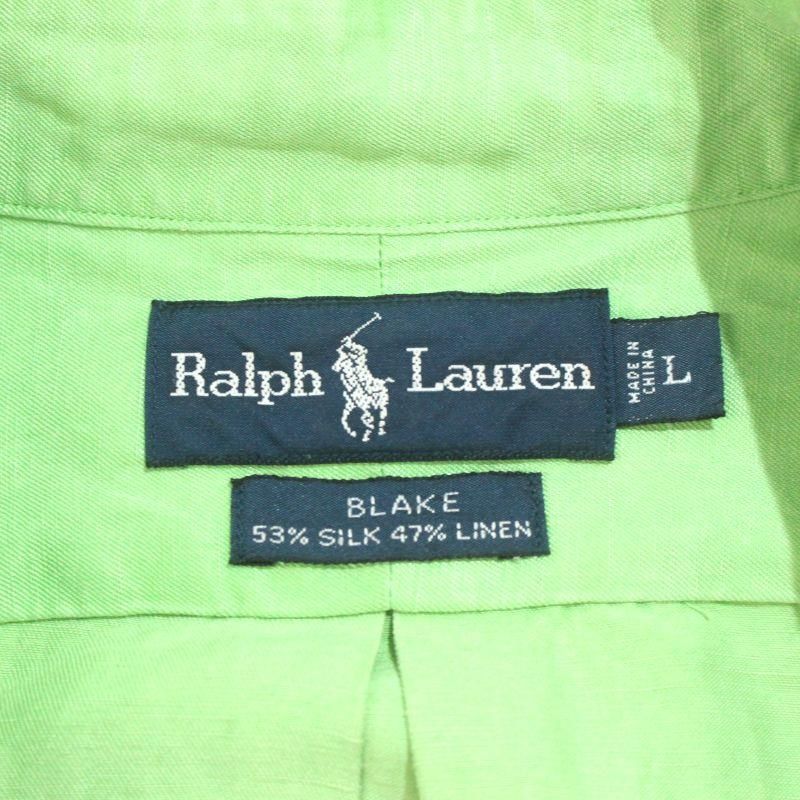 Ralph Lauren
MADE IN
CHINA
L
BLAKE
53% SILK 47% LINEN